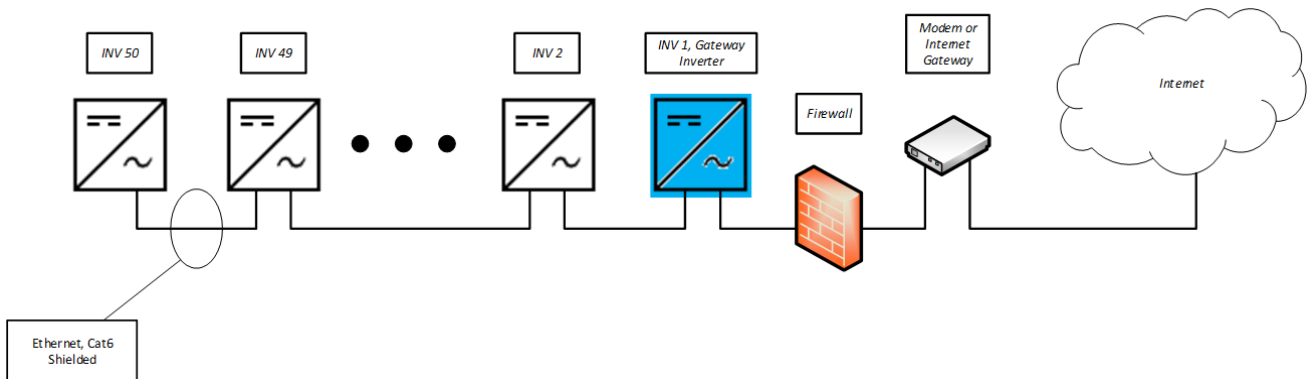 INV 50
INV 49
INV 2
INV 1, Gateway
Inverter
Firewall
Modem or
Internet
Gateway
Internet
Ethernet, Cat6
Shielded